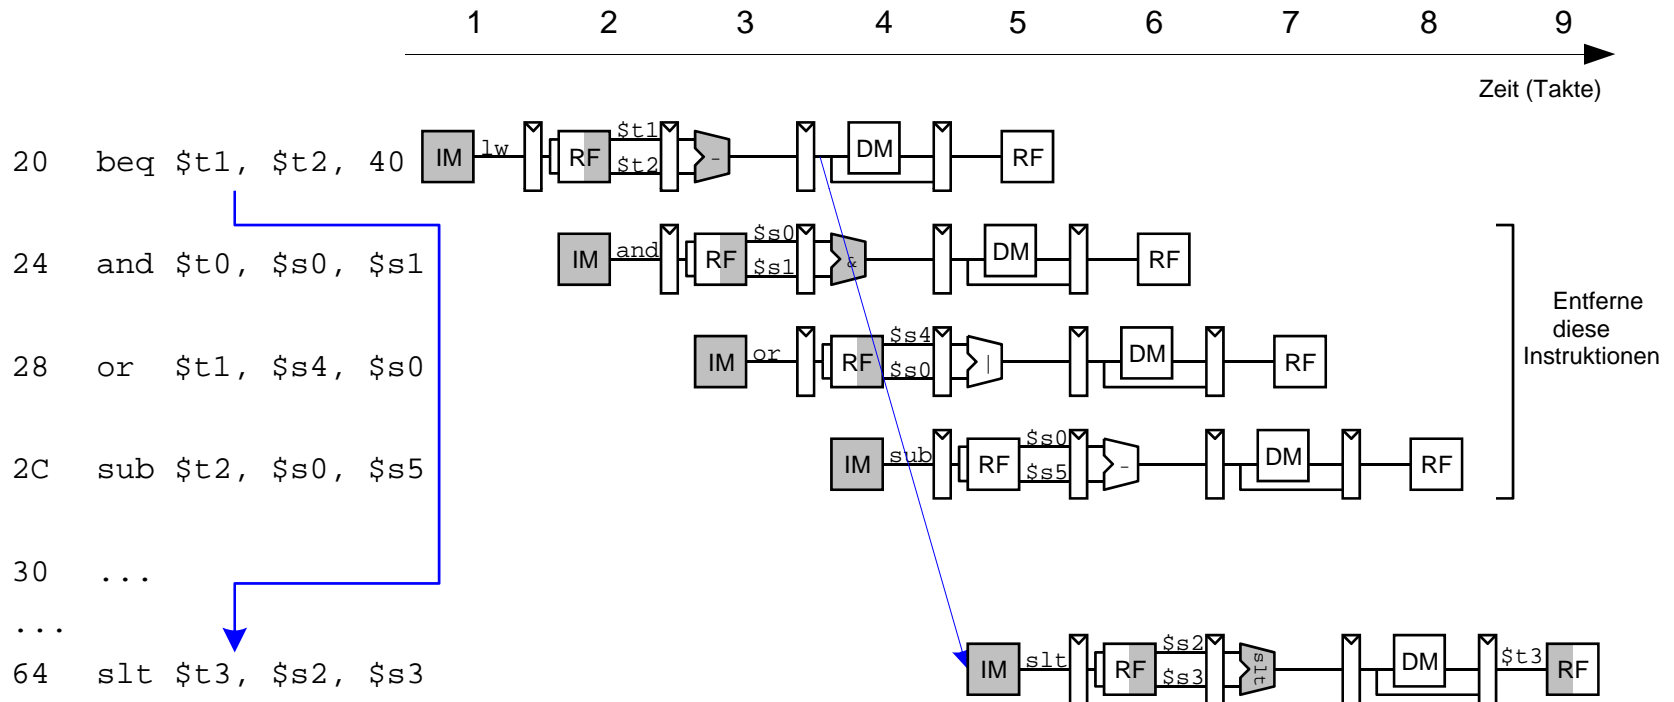 1 2 3 4 5 6 7 8 9
Zeit (Takte)
20 beq $t1, $t2, 40
IM lw RF $t1 $t2 - DM RF
24 and $t0, $s0, $s1
IM and RF $s0 $s1 & DM RF
28 or $t1, $s4, $s0
IM or RF $s4 $s0 | DM RF
2C sub $t2, $s0, $s5
IM sub RF $s0 $s5 - DM RF
Entferne
diese
Instruktionen
30 ...
...
64 slt $t3, $s2, $s3
IM slt RF $s2 $s3 slt DM $t3 RF